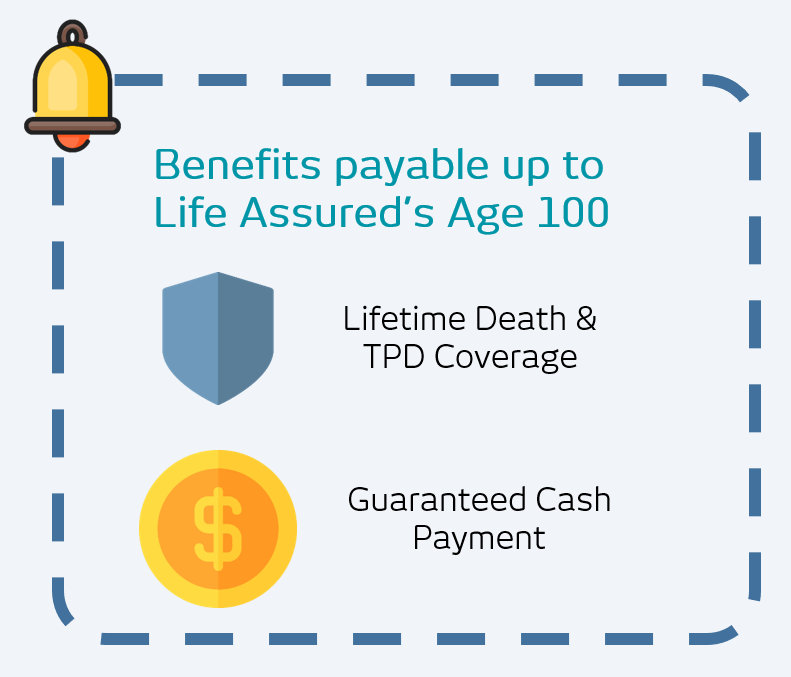 Benefits payable up to
Life Assured's Age 100
Lifetime Death &
TPD Coverage
Guaranteed Cash
Payment